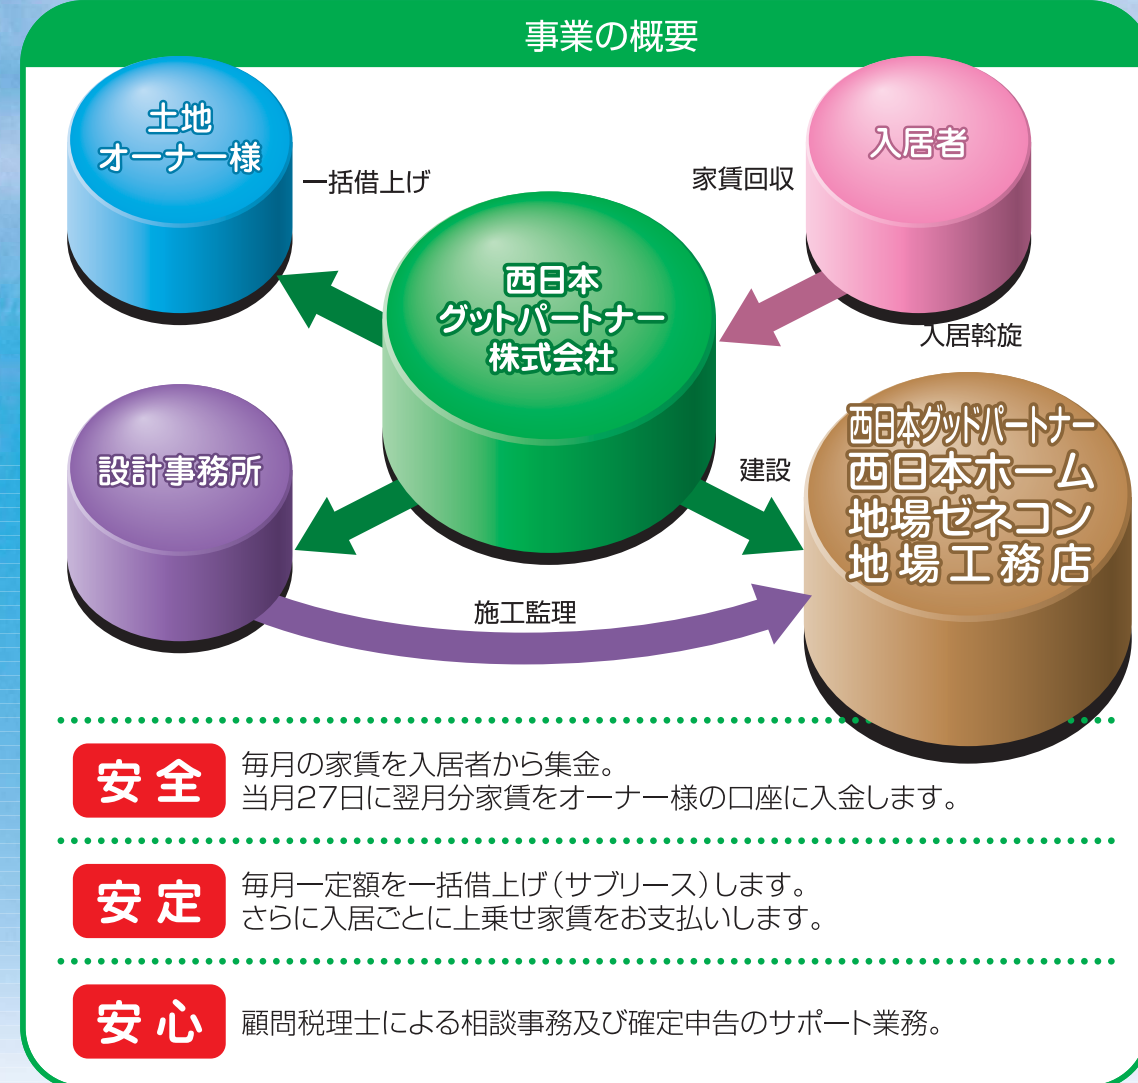 事業の概要
土地
オーナー様
一括借上げ
家賃回収
入居者
西日本
グットパートナー
株式会社
入居斡旋
設計事務所
建設
西日本グッドパートナー
西日本ホーム
地場ゼネコン
地場工務店
施工監理
安全
毎月の家賃を入居者から集金。
当月27日に翌月分家賃をオーナー様の口座に入金します。
安定
毎月一定額を一括借上げ(サブリース)します。
さらに入居ごとに上乗せ家賃をお支払いします。
安心
顧問税理士による相談事務及び確定申告のサポート業務。